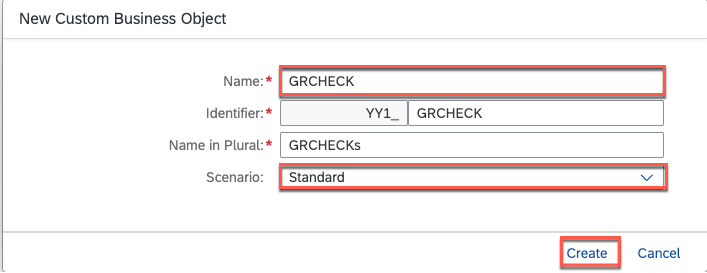 New Custom Business Object
Name:* GRCHECK
Identifier:* YY1_ GRCHECK
Name in Plural:* GRCHECKs
Scenario: Standard
Create Cancel